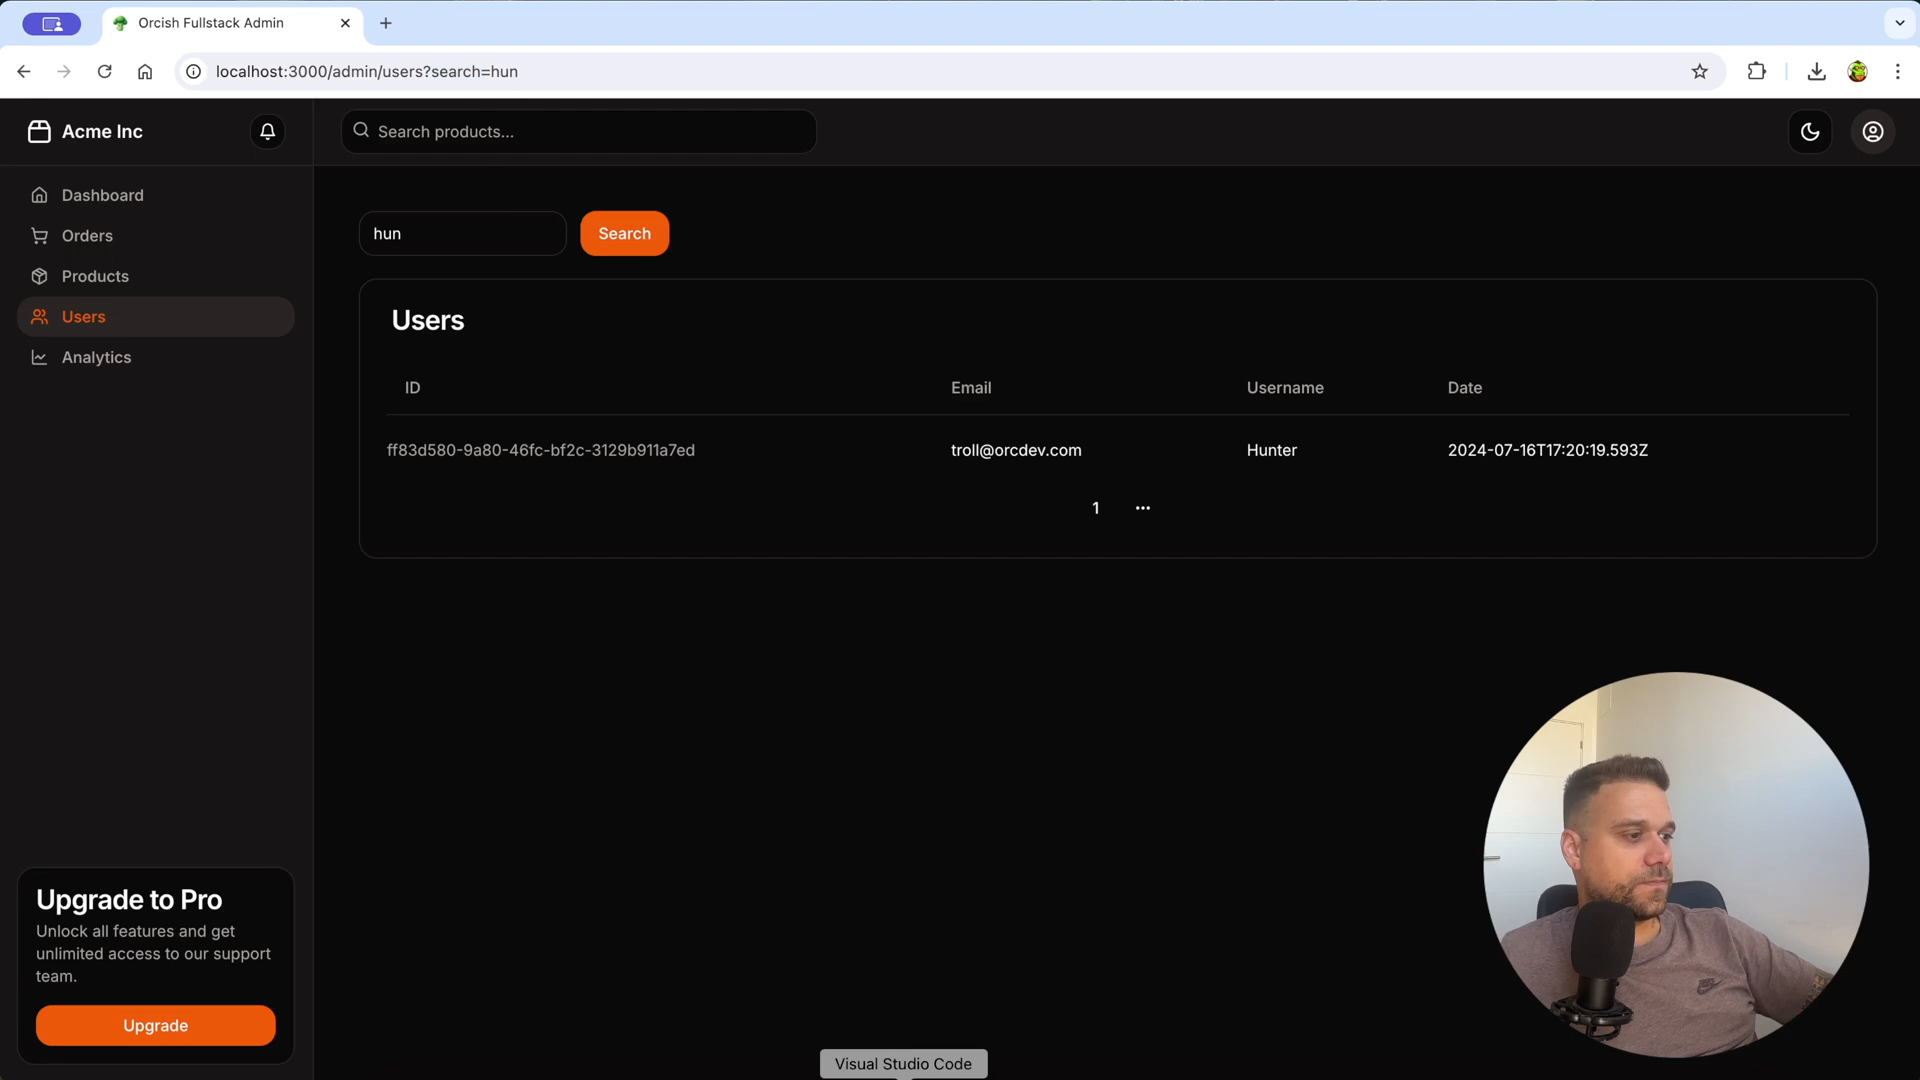 Orcish Fullstack Admin
localhost:3000/admin/users?search=hun
Acme Inc
Search products...
Dashboard
Orders
Products
Users
Analytics
hun
Search
Users
ID Email Username Date
ff83d580-9a80-46fc-bf2c-3129b911a7ed troll@orcdev.com Hunter 2024-07-16T17:20:19.593Z
1 ...
Upgrade to Pro
Unlock all features and get
unlimited access to our support
team.
Upgrade
Visual Studio Code